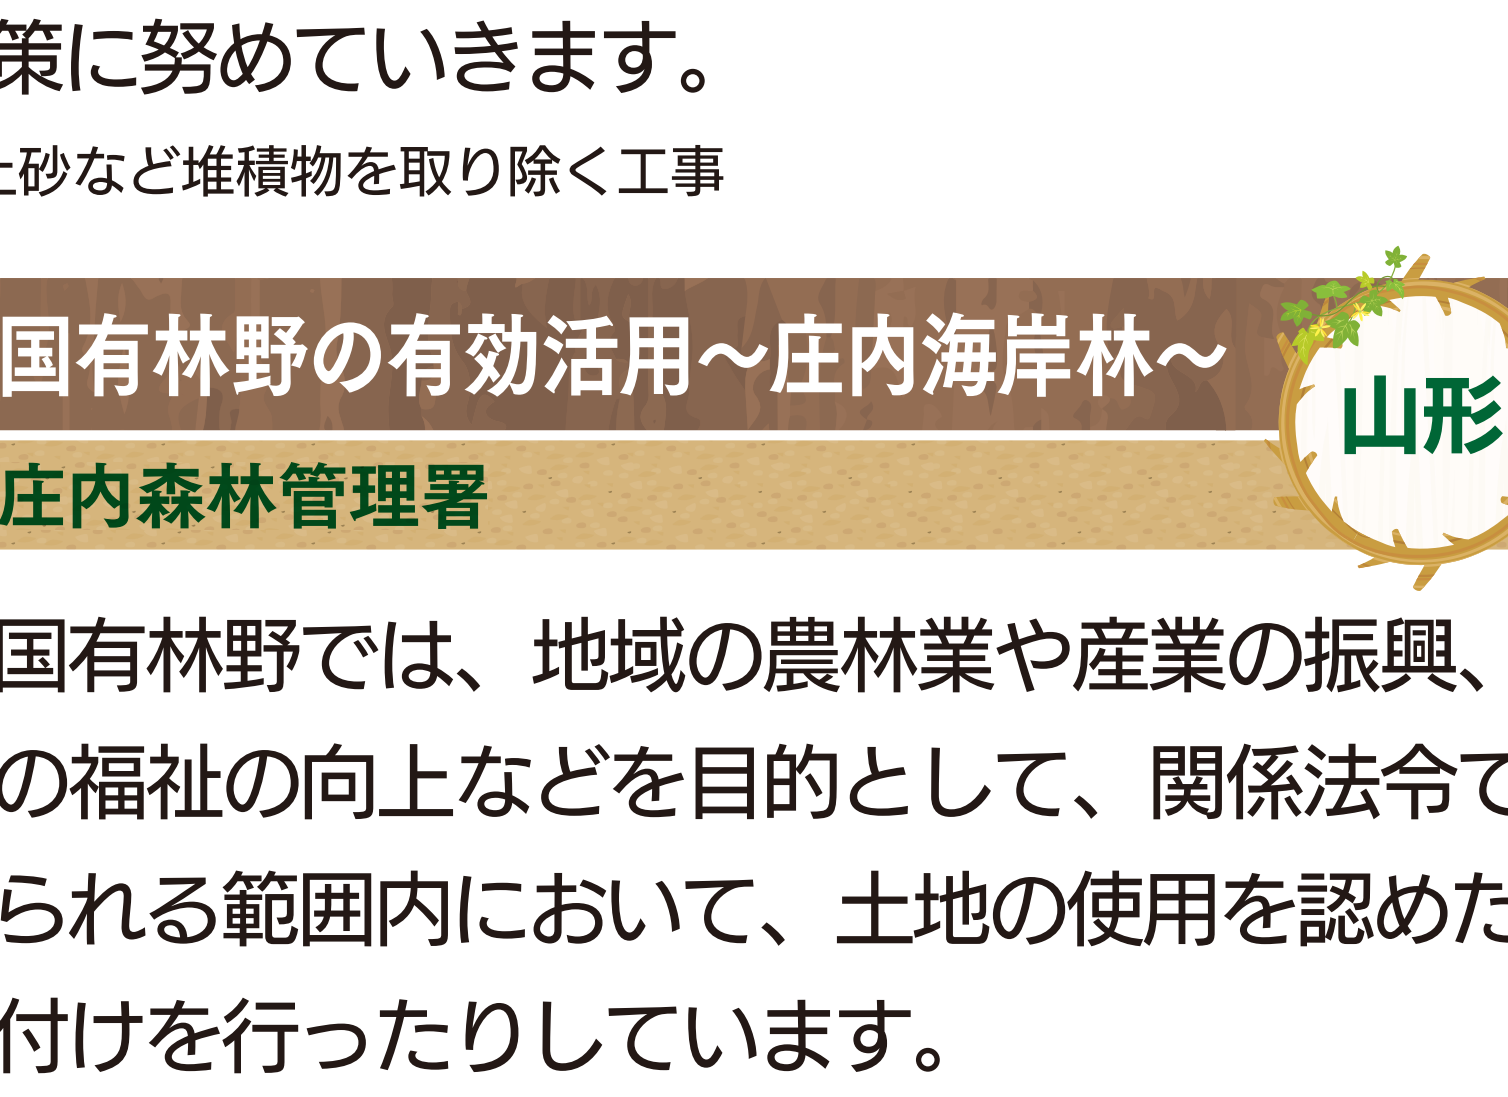 策に努めていきます。
土砂など堆積物を取り除く工事
国有林野の有効活用〜庄内海岸林〜
山形
庄内森林管理署
国有林野では、地域の農林業や産業の振興、
の福祉の向上などを目的として、関係法令で
られる範囲内において、土地の使用を認めた
付けを行ったりしています。